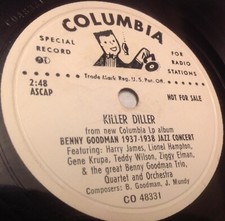 COLUMBIA
SPECIAL RECORD
FOR RADIO STATIONS
Trade Mark Reg. U.S. Pat. Off.
2:48
ASCAP
NOT FOR SALE
KILLER DILLER
from new Columbia Lp album
BENNY GOODMAN 1937-1938 JAZZ CONCERT
Featuring: Harry James, Lionel Hampton,
Gene Krupa, Teddy Wilson, Ziggy Elman,
& the great Benny Goodman Trio,
Quartet and Orchestra
Composers: B. Goodman, J. Mundy
CO 48331